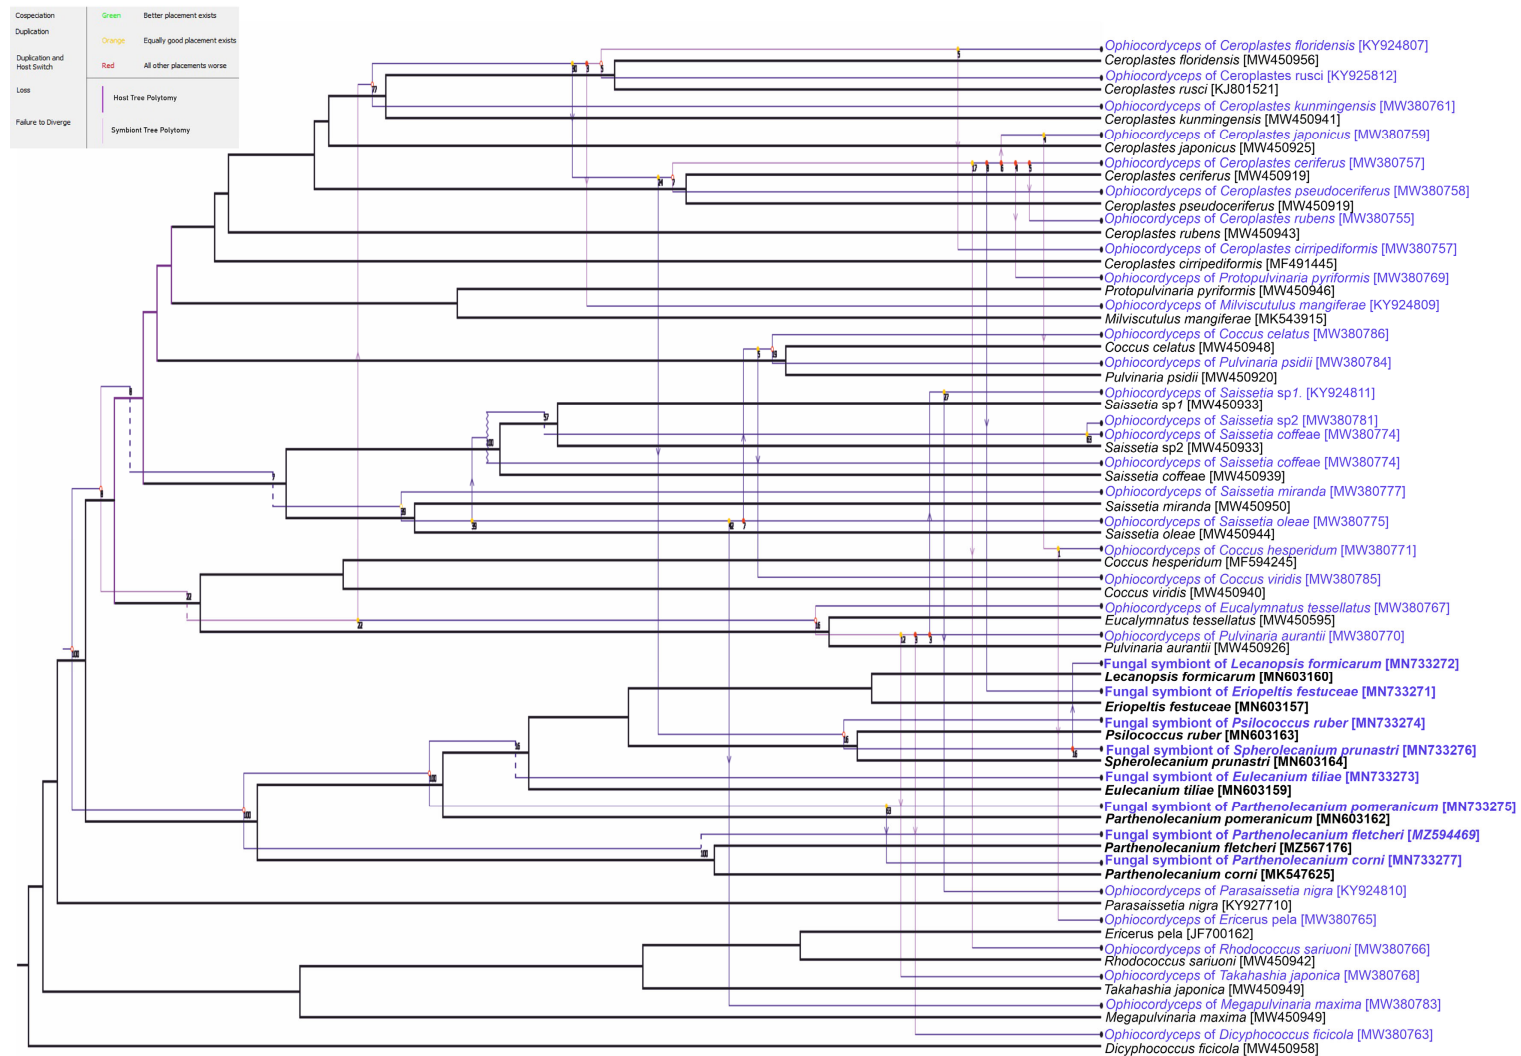 Cospeciation
Green
Better placement exists
Duplication
Orange
Equally good placement exists
Duplication and
Host Switch
Red
All other placements worse
Loss
Host Tree Polytomy
Failure to Diverge
Symbiont Tree Polytomy
Ophiocordyceps of Ceroplastes floridensis [KY924807]
Ceroplastes floridensis [MW450956]
Ophiocordyceps of Ceroplastes rusci [KY925812]
Ceroplastes rusci [KJ801521]
Ophiocordyceps of Ceroplastes kunmingensis [MW380761]
Ceroplastes kunmingensis [MW450941]
Ophiocordyceps of Ceroplastes japonicus [MW380759]
Ceroplastes japonicus [MW450925]
Ophiocordyceps of Ceroplastes ceriferus [MW380757]
Ceroplastes ceriferus [MW450919]
Ophiocordyceps of Ceroplastes pseudoceriferus [MW380758]
Ceroplastes pseudoceriferus [MW450919]
Ophiocordyceps of Ceroplastes rubens [MW380755]
Ceroplastes rubens [MW450943]
Ophiocordyceps of Ceroplastes cirripediformis [MW380757]
Ceroplastes cirripediformis [MF491445]
Ophiocordyceps of Protopulvinaria pyriformis [MW380769]
Protopulvinaria pyriformis [MW450946]
Ophiocordyceps of Milviscutulus mangiferae [KY924809]
Milviscutulus mangiferae [MK543915]
Ophiocordyceps of Coccus celatus [MW380786]
Coccus celatus [MW450948]
Ophiocordyceps of Pulvinaria psidii [MW380784]
Pulvinaria psidii [MW450920]
Ophiocordyceps of Saissetia sp1. [KY924811]
Saissetia sp1 [MW450933]
Ophiocordyceps of Saissetia sp2 [MW380781]
Ophiocordyceps of Saissetia coffeae [MW380774]
Saissetia sp2 [MW450933]
Ophiocordyceps of Saissetia coffeae [MW380774]
Saissetia coffeae [MW450939]
Ophiocordyceps of Saissetia miranda [MW380777]
Saissetia miranda [MW450950]
Ophiocordyceps of Saissetia oleae [MW380775]
Saissetia oleae [MW450944]
Ophiocordyceps of Coccus hesperidum [MW380771]
Coccus hesperidum [MF594245]
Ophiocordyceps of Coccus viridis [MW380785]
Coccus viridis [MW450940]
Ophiocordyceps of Eucalymnatus tessellatus [MW380767]
Eucalymnatus tessellatus [MW450595]
Ophiocordyceps of Pulvinaria aurantii [MW380770]
Pulvinaria aurantii [MW450926]
Fungal symbiont of Lecanopsis formicarum [MN733272]
Lecanopsis formicarum [MN603160]
Fungal symbiont of Eriopeltis festuceae [MN733271]
Eriopeltis festuceae [MN603157]
Fungal symbiont of Psilococcus ruber [MN733274]
Psilococcus ruber [MN603163]
Fungal symbiont of Spherolecanium prunastri [MN733276]
Spherolecanium prunastri [MN603164]
Fungal symbiont of Eulecanium tiliae [MN733273]
Eulecanium tiliae [MN603159]
Fungal symbiont of Parthenolecanium pomeranicum [MN733275]
Parthenolecanium pomeranicum [MN603162]
Fungal symbiont of Parthenolecanium fletcheri [MZ594469]
Parthenolecanium fletcheri [MZ567176]
Fungal symbiont of Parthenolecanium corni [MN733277]
Parthenolecanium corni [MK547625]
Ophiocordyceps of Parasaissetia nigra [KY924810]
Parasaissetia nigra [KY927710]
Ophiocordyceps of Ericerus pela [MW380765]
Ericerus pela [JF700162]
Ophiocordyceps of Rhodococcus sariuoni [MW380766]
Rhodococcus sariuoni [MW450942]
Ophiocordyceps of Takahashia japonica [MW380768]
Takahashia japonica [MW450949]
Ophiocordyceps of Megapulvinaria maxima [MW380783]
Megapulvinaria maxima [MW450949]
Ophiocordyceps of Dicyphococcus ficicola [MW380763]
Dicyphococcus ficicola [MW450958]